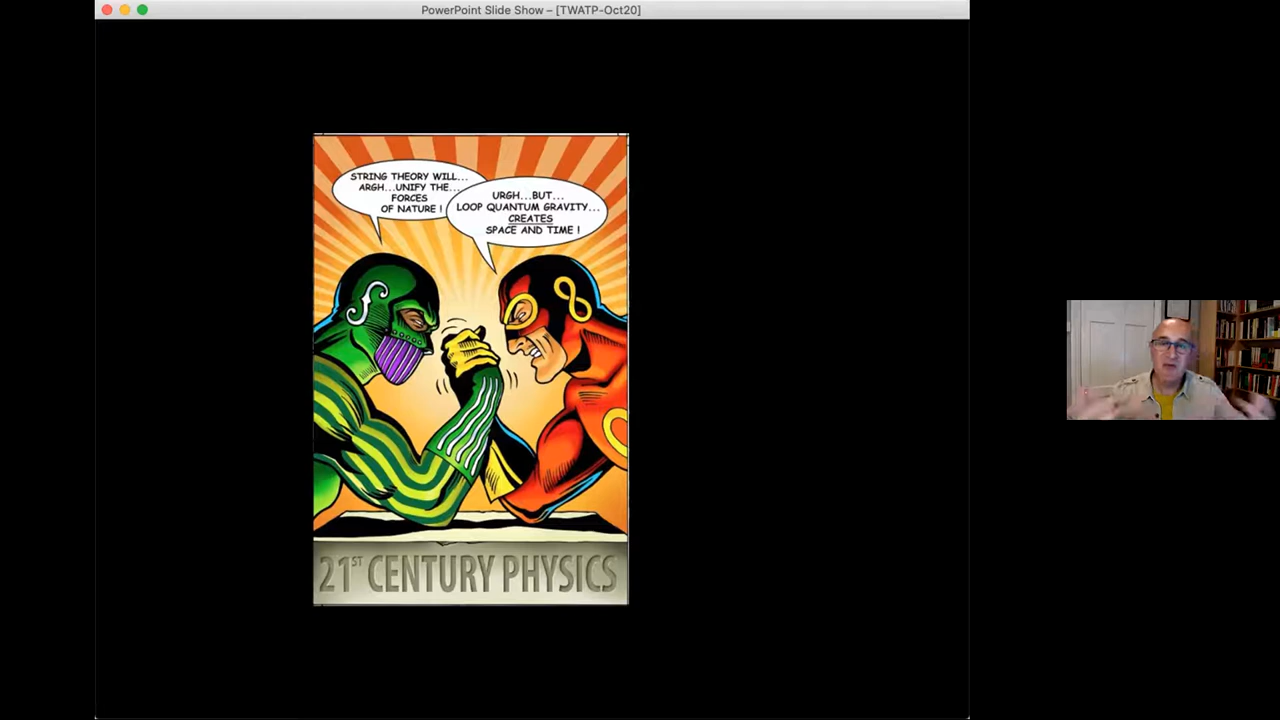 PowerPoint Slide Show – [TWATP-Oct20]
STRING THEORY WILL...
ARGH...UNIFY THE...
FORCES
OF NATURE !
URGH...BUT...
LOOP QUANTUM GRAVITY...
CREATES
SPACE AND TIME !
21ST CENTURY PHYSICS